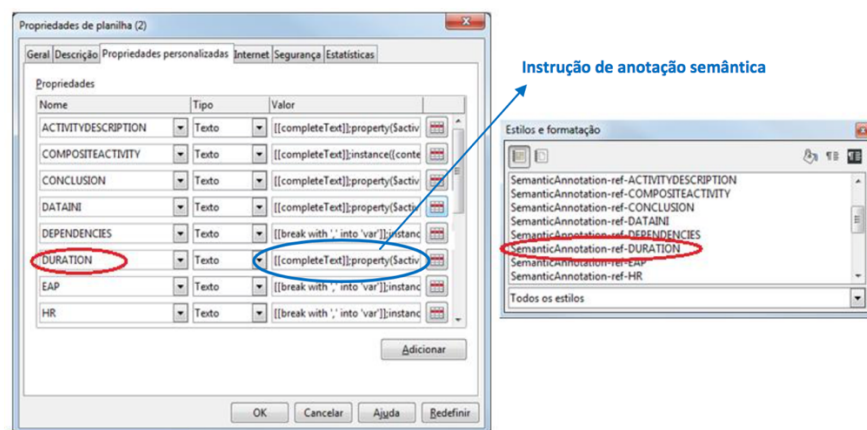 Propriedades de planilha (2)
Geral Descrição Propriedades personalizadas Internet Segurança Estatísticas
Propriedades
Nome Tipo Valor
ACTIVITYDESCRIPTION Texto [[completeText]];property($activ
COMPOSITEACTIVITY Texto [[completeText]];instance({conte
CONCLUSION Texto [[completeText]];property($activ
DATAINI Texto [[completeText]];property($activ
DEPENDENCIES Texto [[break with ',' into 'var']];instanc
DURATION Texto [[completeText]];property($activ
EAP Texto [[break with ',' into 'var']];instanc
HR Texto [[break with ',' into 'var']];instanc
Adicionar
OK Cancelar Ajuda Redefinir
Instrução de anotação semântica
Estilos e formatação
SemanticAnnotation-ref-ACTIVITYDESCRIPTION
SemanticAnnotation-ref-COMPOSITEACTIVITY
SemanticAnnotation-ref-CONCLUSION
SemanticAnnotation-ref-DATAINI
SemanticAnnotation-ref-DEPENDENCIES
SemanticAnnotation-ref-DURATION
SemanticAnnotation-ref-EAP
SemanticAnnotation-ref-HR
Todos os estilos